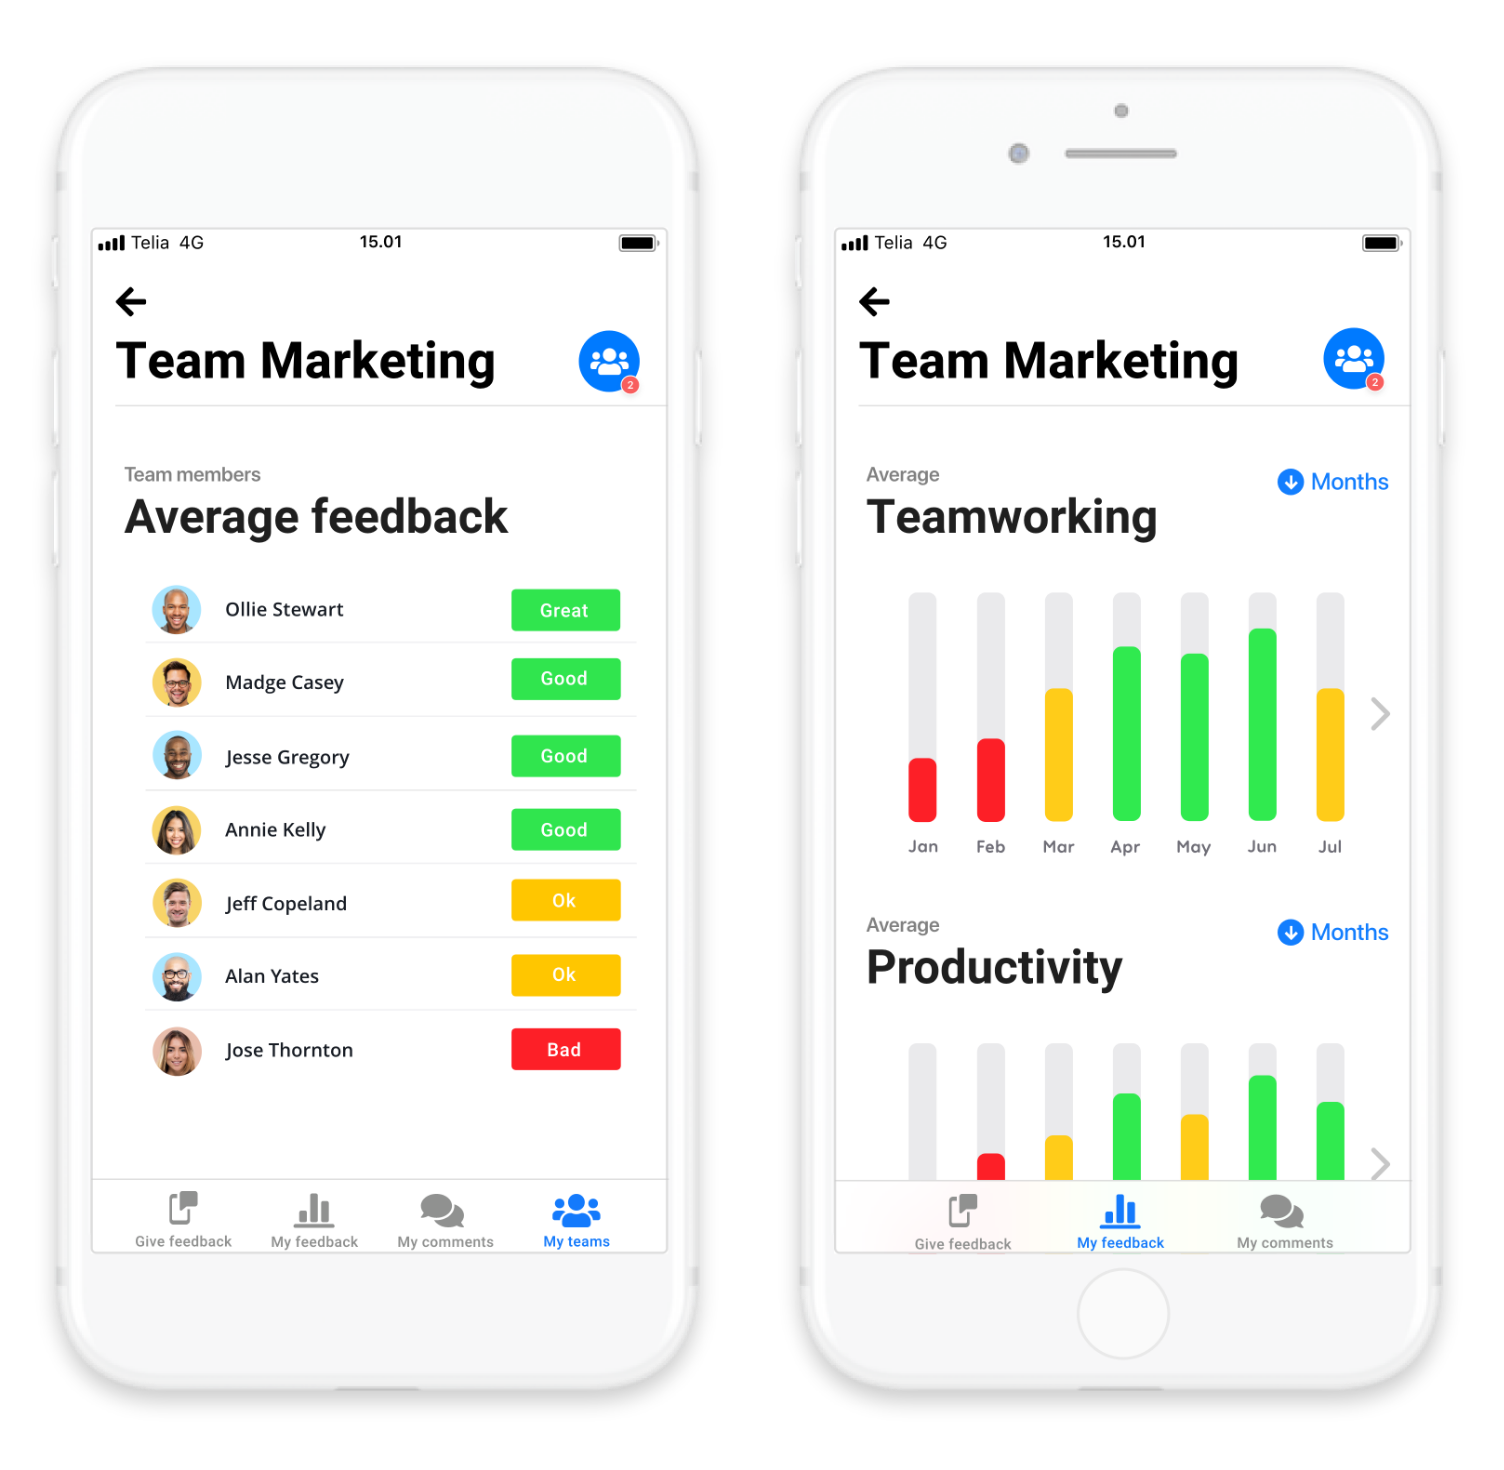 Telia 4G 15.01
Team Marketing
2
Team members
Average feedback
Ollie Stewart Great
Madge Casey Good
Jesse Gregory Good
Annie Kelly Good
Jeff Copeland Ok
Alan Yates Ok
Jose Thornton Bad
Give feedback My feedback My comments My teams
Telia 4G 15.01
Team Marketing
2
Average
Months
Teamworking
Jan Feb Mar Apr May Jun Jul
Average
Months
Productivity
Give feedback My feedback My comments